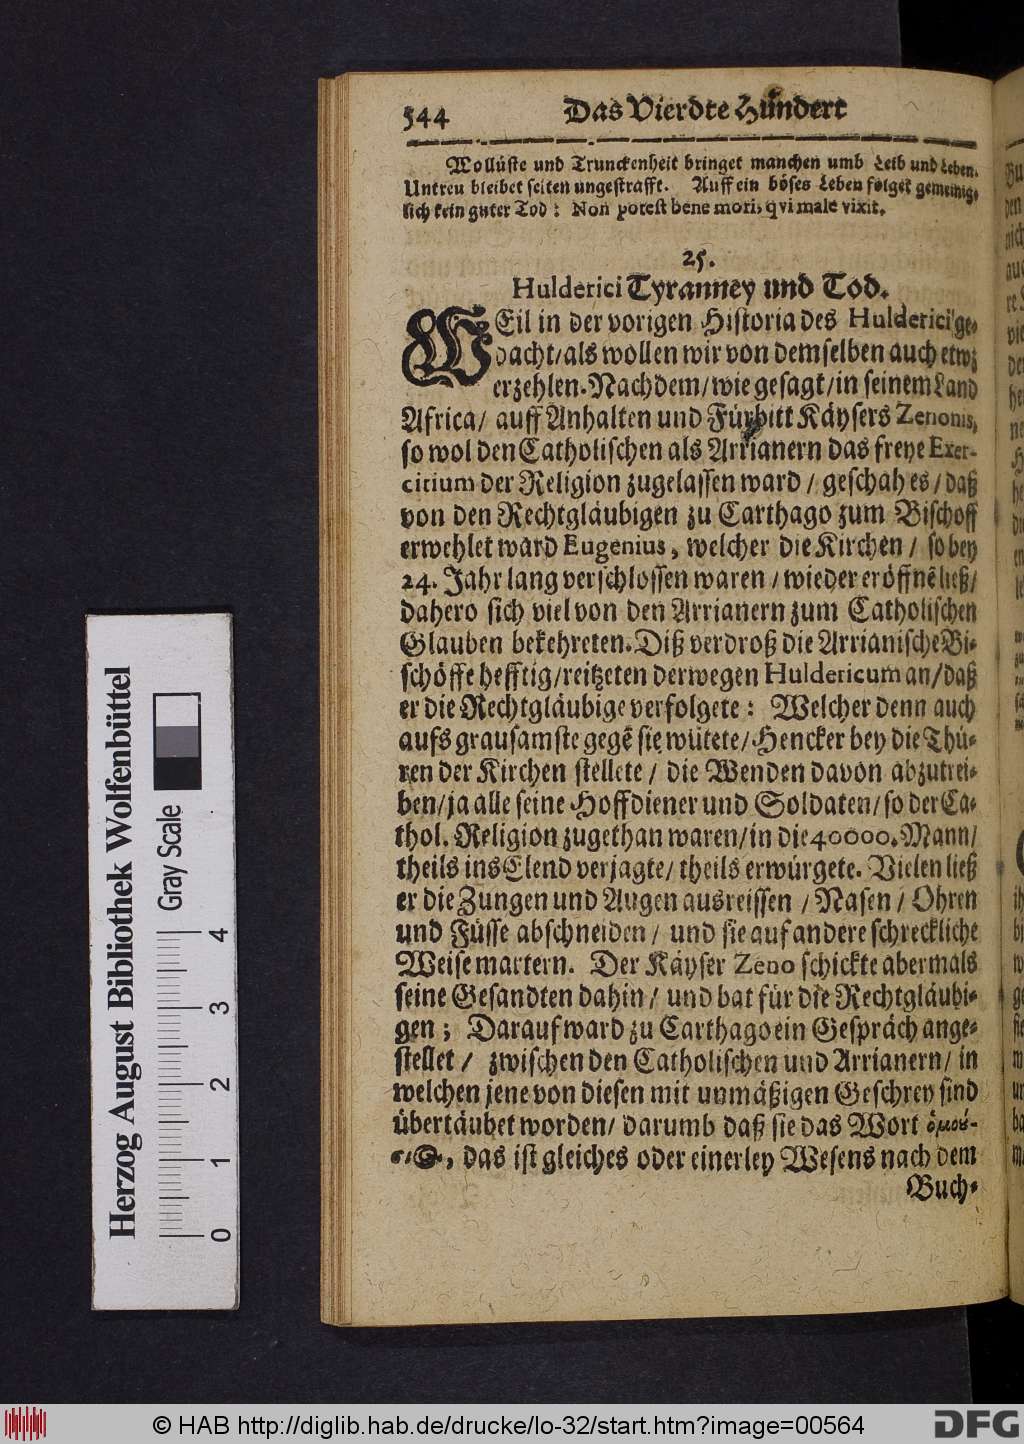 544 Das Vierdte Hundert
Wollüste und Trunckenheit bringet manchen umb Leib und Leben.
Untreu bleibet selten ungestrafft. Auff ein böses Leben folget gemeinig-
lich kein guter Tod: Non potest bene mori, qvi male vixit.
25.
Hulderici Tyranney und Tod.
WEil in der vorigen Historia des Hulderici ge-
dacht/als wollen wir von demselben auch etwz
erzehlen. Nachdem/wie gesagt/in seinem Land
Africa/ auff Anhalten und Fürbitt Käysers Zenonis,
so wol den Catholischen als Arrianern das freye Exer-
citium der Religion zugelassen ward / geschah es / daß
von den Rechtgläubigen zu Carthago zum Bischoff
erwehlet ward Eugenius, welcher die Kirchen / so bey
24. Jahr lang verschlossen waren / wieder eröffnē ließ/
dahero sich viel von den Arrianern zum Catholischen
Glauben bekehreten. Diß verdroß die Arrianische Bi-
schöffe hefftig/reitzeten derwegen Huldericum an/daß
er die Rechtgläubige verfolgete: Welcher denn auch
aufs grausamste gegē sie wütete/Hencker bey die Thü-
ren der Kirchen stellete / die Wenden davon abzutrei-
ben/ja alle seine Hoffdiener und Soldaten/so der Ca-
thol. Religion zugethan waren/in die 40000. Mann/
theils ins Elend verjagte/ theils erwürgete. Vielen ließ
er die Zungen und Augen ausreissen / Nasen / Ohren
und Füsse abschneiden / und sie auf andere schreckliche
Weise martern. Der Käyser Zeno schickte abermals
seine Gesandten dahin / und bat für die Rechtgläubi-
gen; Darauf ward zu Carthago ein Gespräch ange-
stellet / zwischen den Catholischen und Arrianern/ in
welchen jene von diesen mit unmäßigen Geschrey sind
übertäubet worden/ darumb daß sie das Wort ὁμοού-
σι@, das ist gleiches oder einerley Wesens nach dem
Buch-
Herzog August Bibliothek Wolfenbüttel
Gray Scale
0 1 2 3 4
© HAB http://diglib.hab.de/drucke/lo-32/start.htm?image=00564
DFG